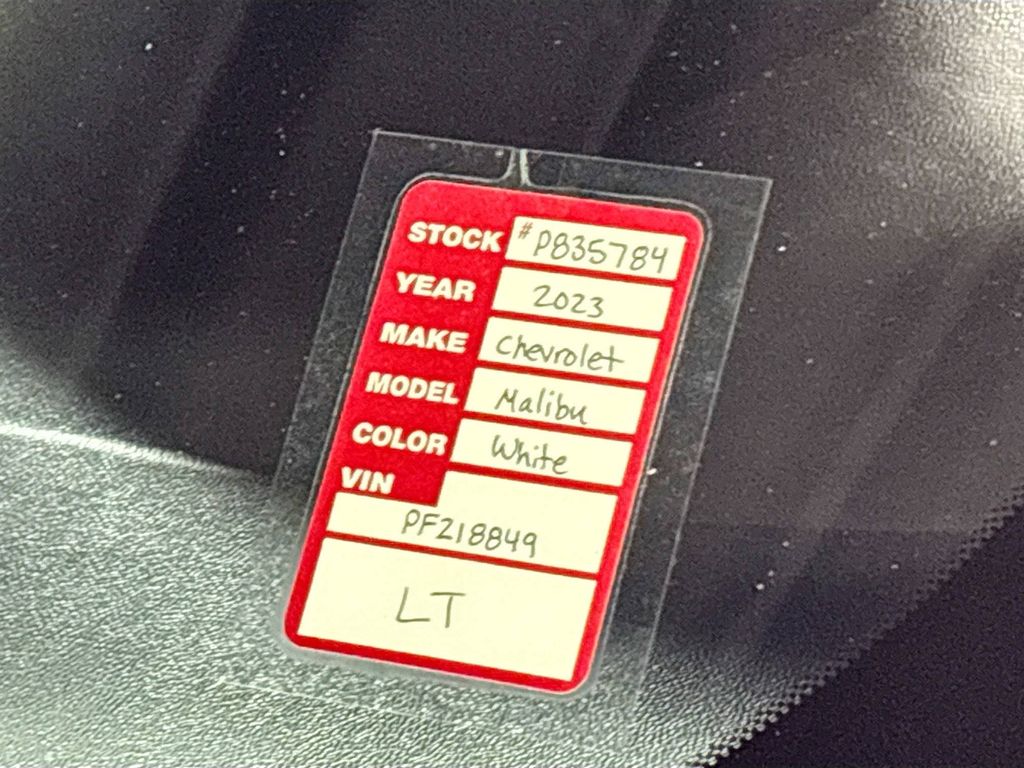 STOCK #P835784
YEAR 2023
MAKE Chevrolet
MODEL Malibu
COLOR White
VIN
PF218849
LT